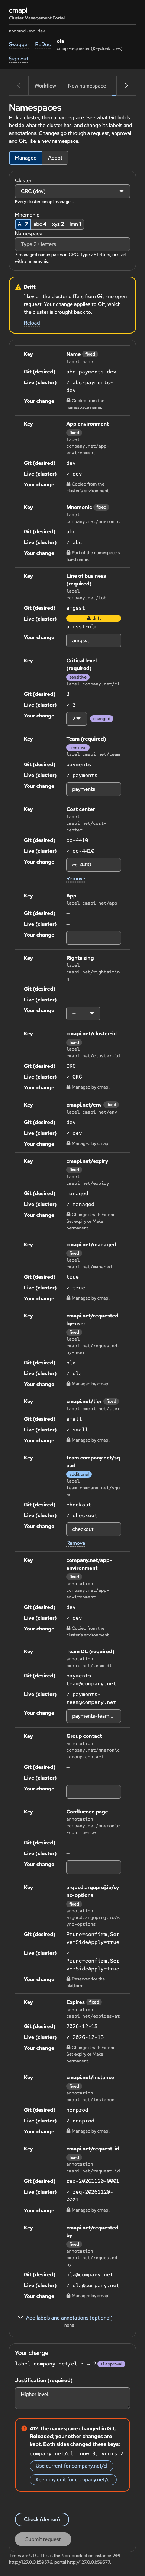 cmapi
Cluster Management Portal
nonprod · md, dev
Swagger ReDoc
ola
cmapi-requester (Keycloak roles)
Sign out
Workflow New namespace
Namespaces
Pick a cluster, then a namespace. See what Git holds
beside what the cluster has, and change its labels and
annotations. Changes go through a request, approval
and Git, like a new namespace.
Managed Adopt
Cluster
CRC (dev)
Every cluster cmapi manages.
Mnemonic
All 7 abc 4 xyz 2 lmn 1
Namespace
Type 2+ letters
7 managed namespaces in CRC. Type 2+ letters, or start
with a mnemonic.
Drift
1 key on the cluster differs from Git · no open
request. Your change applies to Git, which
the cluster is brought back to.
Reload
Key Name fixed
label name
Git (desired) abc-payments-dev
Live (cluster) ✓ abc-payments-
dev
Your change Copied from the
namespace name.
Key App environment
fixed
label
company.net/app-
environment
Git (desired) dev
Live (cluster) ✓ dev
Your change Copied from the
cluster's environment.
Key Mnemonic fixed
label
company.net/mnemonic
Git (desired) abc
Live (cluster) ✓ abc
Your change Part of the namespace's
fixed name.
Key Line of business
(required)
label
company.net/lob
Git (desired) amgsst
Live (cluster) drift
amgsst-old
Your change amgsst
Key Critical level
(required)
sensitive
label company.net/cl
Git (desired) 3
Live (cluster) ✓ 3
Your change 2 changed
Key Team (required)
sensitive
label cmapi.net/team
Git (desired) payments
Live (cluster) ✓ payments
Your change payments
Key Cost center
label
cmapi.net/cost-
center
Git (desired) cc-4410
Live (cluster) ✓ cc-4410
Your change cc-4410
Remove
Key App
label cmapi.net/app
Git (desired) —
Live (cluster) —
Your change
Key Rightsizing
label
cmapi.net/rightsizin
g
Git (desired) —
Live (cluster) —
Your change —
Key cmapi.net/cluster-id
fixed
label
cmapi.net/cluster-id
Git (desired) CRC
Live (cluster) ✓ CRC
Your change Managed by cmapi.
Key cmapi.net/env fixed
label cmapi.net/env
Git (desired) dev
Live (cluster) ✓ dev
Your change Managed by cmapi.
Key cmapi.net/expiry
fixed
label
cmapi.net/expiry
Git (desired) managed
Live (cluster) ✓ managed
Your change Change it with Extend,
Set expiry or Make
permanent.
Key cmapi.net/managed
fixed
label
cmapi.net/managed
Git (desired) true
Live (cluster) ✓ true
Your change Managed by cmapi.
Key cmapi.net/requested-
by-user
fixed
label
cmapi.net/requested-
by-user
Git (desired) ola
Live (cluster) ✓ ola
Your change Managed by cmapi.
Key cmapi.net/tier fixed
label cmapi.net/tier
Git (desired) small
Live (cluster) ✓ small
Your change Managed by cmapi.
Key team.company.net/sq
uad
additional
label
team.company.net/squ
ad
Git (desired) checkout
Live (cluster) ✓ checkout
Your change checkout
Remove
Key company.net/app-
environment
fixed
annotation
company.net/app-
environment
Git (desired) dev
Live (cluster) ✓ dev
Your change Copied from the
cluster's environment.
Key Team DL (required)
annotation
cmapi.net/team-dl
Git (desired) payments-
team@company.net
Live (cluster) ✓ payments-
team@company.net
Your change payments-team…
Key Group contact
annotation
company.net/mnemonic
-group-contact
Git (desired) —
Live (cluster) —
Your change
Key Confluence page
annotation
company.net/mnemonic
-confluence
Git (desired) —
Live (cluster) —
Your change
Key argocd.argoproj.io/sy
nc-options
fixed
annotation
argocd.argoproj.io/s
ync-options
Git (desired) Prune=confirm,Ser
verSideApply=true
Live (cluster) ✓
Prune=confirm,Ser
verSideApply=true
Your change Reserved for the
platform.
Key Expires fixed
annotation
cmapi.net/expires-at
Git (desired) 2026-12-15
Live (cluster) ✓ 2026-12-15
Your change Change it with Extend,
Set expiry or Make
permanent.
Key cmapi.net/instance
fixed
annotation
cmapi.net/instance
Git (desired) nonprod
Live (cluster) ✓ nonprod
Your change Managed by cmapi.
Key cmapi.net/request-id
fixed
annotation
cmapi.net/request-id
Git (desired) req-20261120-0001
Live (cluster) ✓ req-20261120-
0001
Your change Managed by cmapi.
Key cmapi.net/requested-
by
fixed
annotation
cmapi.net/requested-
by
Git (desired) ola@company.net
Live (cluster) ✓ ola@company.net
Your change Managed by cmapi.
Add labels and annotations (optional)
none
Your change
label company.net/cl 3 → 2 +1 approval
Justification (required)
Higher level.
412: the namespace changed in Git.
Reloaded; your other changes are
kept. Both sides changed these keys:
company.net/cl: now 3, yours 2
Use current for company.net/cl
Keep my edit for company.net/cl
Check (dry run)
Submit request
Times are UTC. This is the Non-production instance. API
http://127.0.0.1:59576, portal http://127.0.0.1:59577.